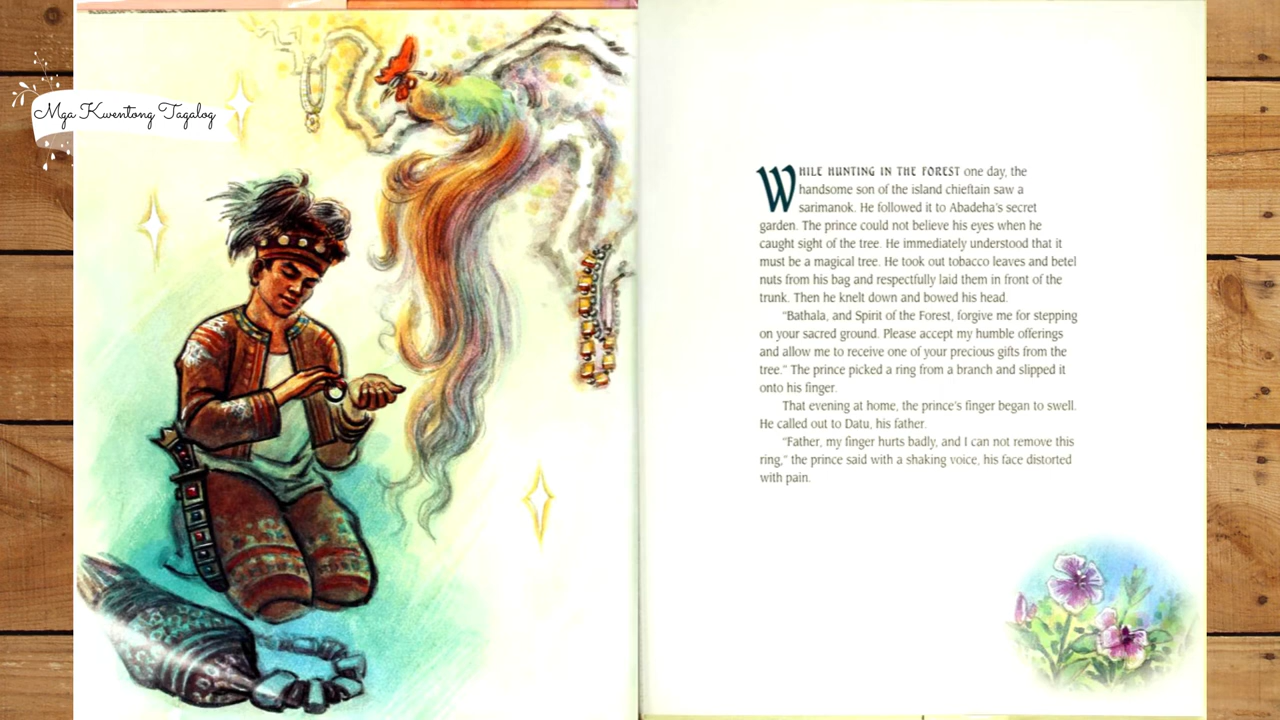 Mga Kwentong Tagalog
WHILE HUNTING IN THE FOREST one day, the
handsome son of the island chieftain saw a
sarimanok. He followed it to Abadeha's secret
garden. The prince could not believe his eyes when he
caught sight of the tree. He immediately understood that it
must be a magical tree. He took out tobacco leaves and betel
nuts from his bag and respectfully laid them in front of the
trunk. Then he knelt down and bowed his head.
"Bathala, and Spirit of the Forest, forgive me for stepping
on your sacred ground. Please accept my humble offerings
and allow me to receive one of your precious gifts from the
tree." The prince picked a ring from a branch and slipped it
onto his finger.
That evening at home, the prince's finger began to swell.
He called out to Datu, his father.
"Father, my finger hurts badly, and I can not remove this
ring," the prince said with a shaking voice, his face distorted
with pain.